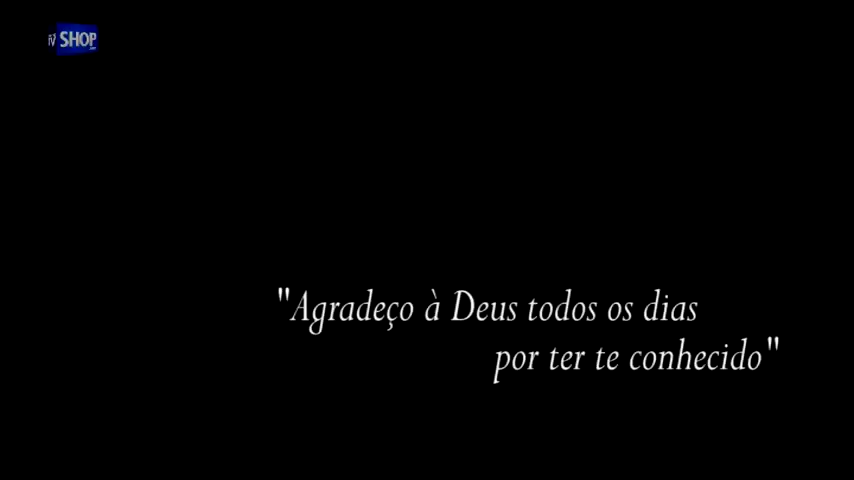 tv SHOP
"Agradeço à Deus todos os dias
por ter te conhecido"